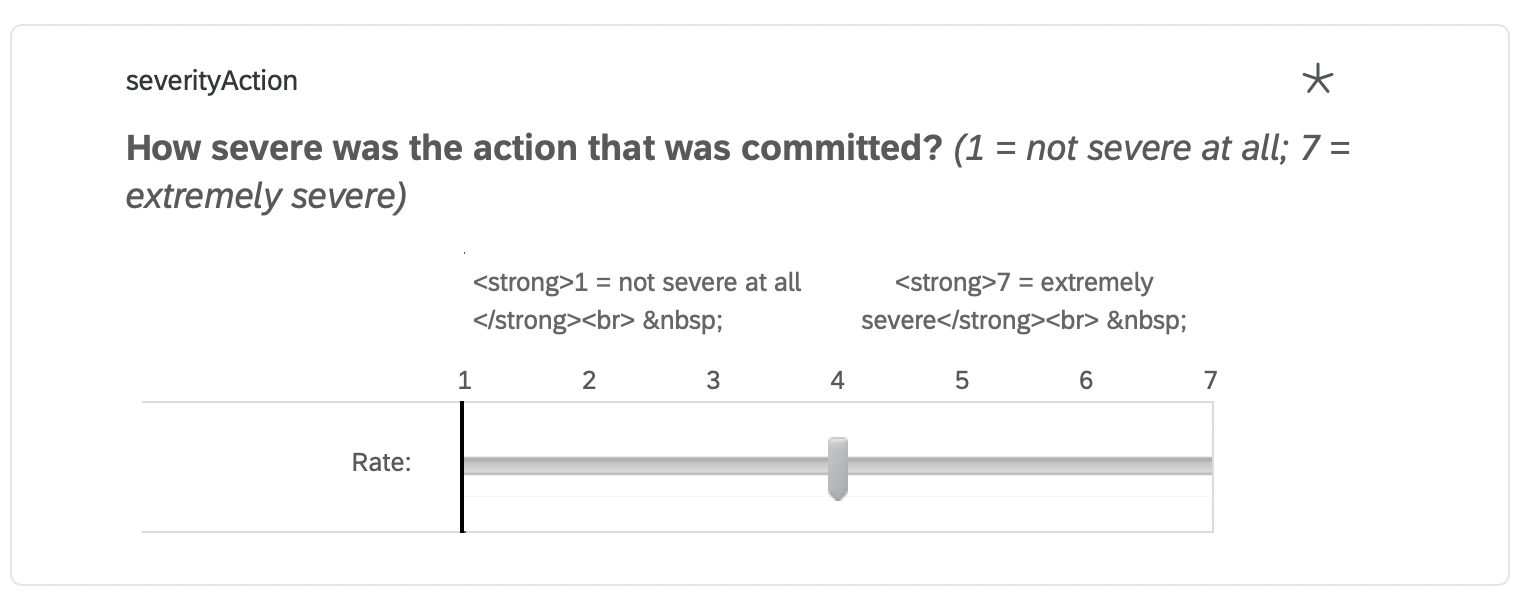 severityAction
*
How severe was the action that was committed? (1 = not severe at all; 7 =
extremely severe)
<strong>1 = not severe at all
</strong><br> &nbsp;
<strong>7 = extremely
severe</strong><br> &nbsp;
1 2 3 4 5 6 7
Rate: